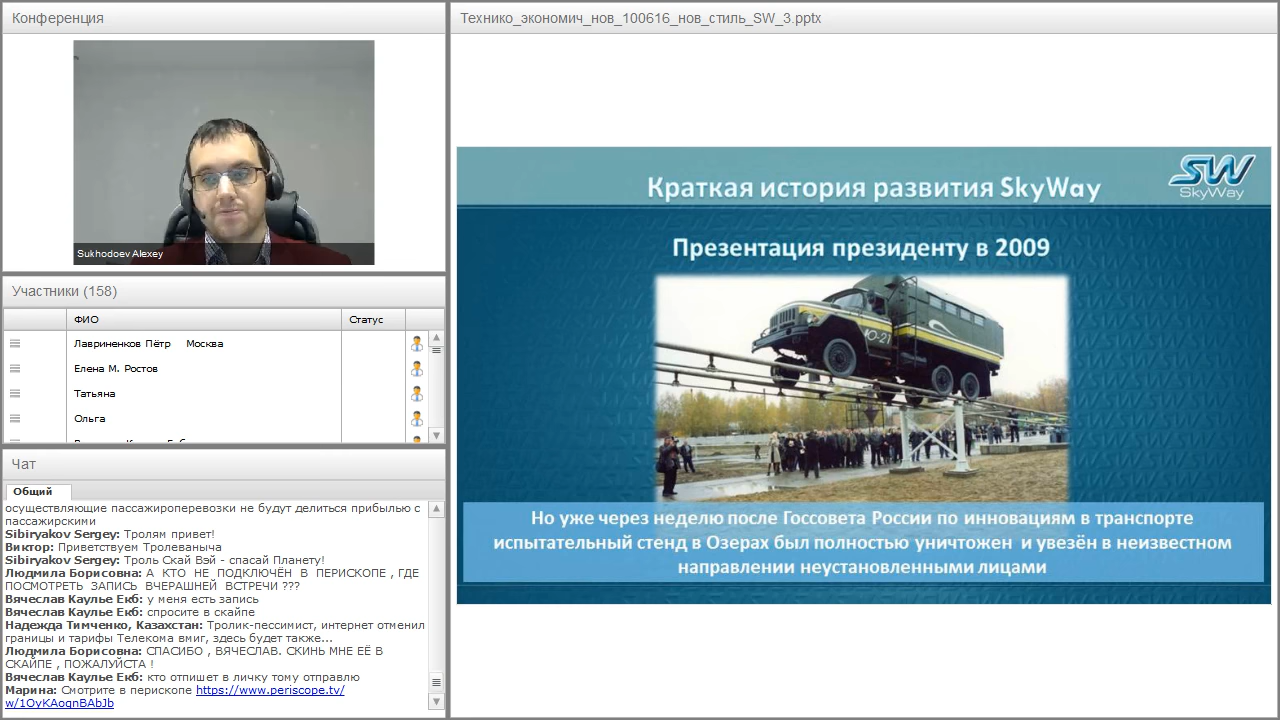 Конференция
Sukhodoev Alexey
Участники (158)
ФИО
Статус
Лавриненков Пётр Москва
Елена М. Ростов
Татьяна
Ольга
Чат
Общий
осуществляющие пассажироперевозки не будут делиться прибылью с
пассажирскими
Sibiryakov Sergey: Тролям привет!
Виктор: Приветствуем Тролеваныча
Sibiryakov Sergey: Троль Скай Вэй - спасай Планету!
Людмила Борисовна: А КТО НЕ ПОДКЛЮЧЁН В ПЕРИСКОПЕ , ГДЕ
ПОСМОТРЕТЬ ЗАПИСЬ ВЧЕРАШНЕЙ ВСТРЕЧИ ???
Вячеслав Каулье Екб: у меня есть запись
Вячеслав Каулье Екб: спросите в скайпе
Надежда Тимченко, Казахстан: Тролик-пессимист, интернет отменил
границы и тарифы Телекома вмиг, здесь будет также...
Людмила Борисовна: СПАСИБО , ВЯЧЕСЛАВ. СКИНЬ МНЕ ЕЁ В
СКАЙПЕ , ПОЖАЛУЙСТА !
Вячеслав Каулье Екб: кто отпишет в личку тому отправлю
Марина: Смотрите в перископе https://www.periscope.tv/
w/1OyKAognBAbJb
Технико_экономич_нов_100616_нов_стиль_SW_3.pptx
Краткая история развития SkyWay
SW
SkyWay
Презентация президенту в 2009
Ю-21
Но уже через неделю после Госсовета России по инновациям в транспорте
испытательный стенд в Озерах был полностью уничтожен и увезён в неизвестном
направлении неустановленными лицами